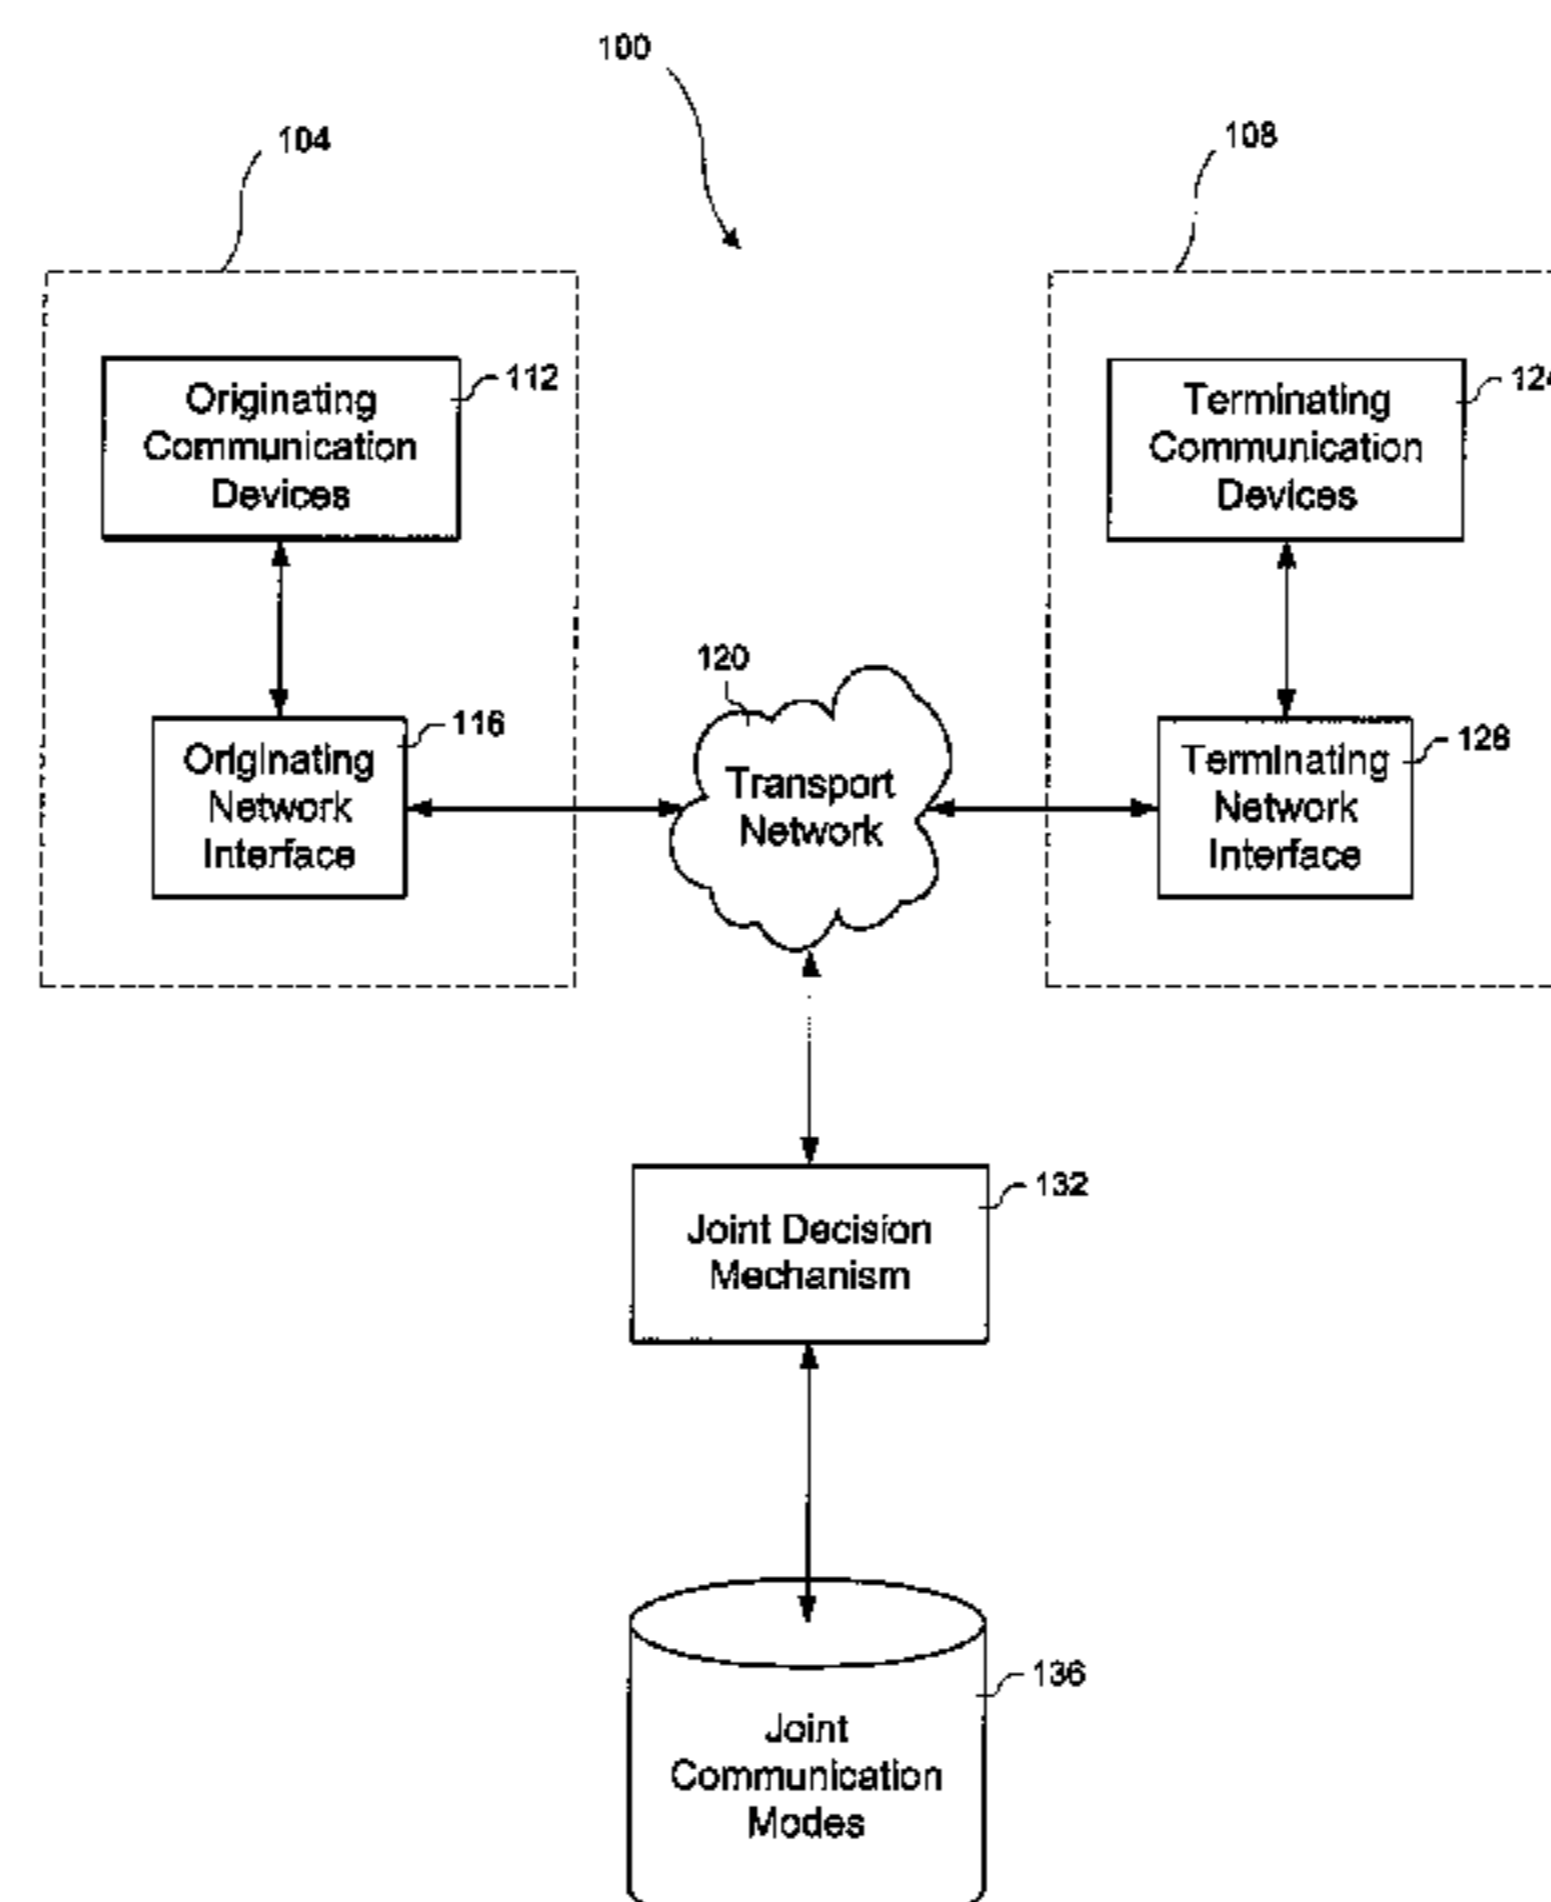 100
104
108
Originating
Communication
Devices
112
Terminating
Communication
Devices
120
Originating
Network
Interface
116
Transport
Network
Terminating
Network
Interface
128
Joint Decision
Mechanism
132
Joint
Communication
Modes
136